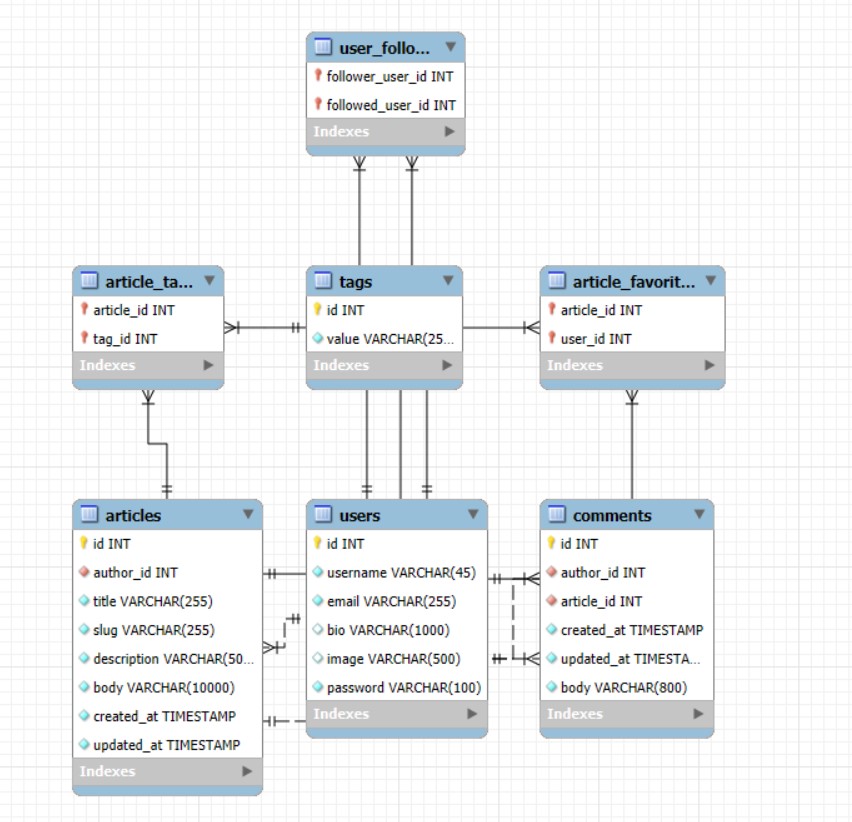 user_follo...
follower_user_id INT
followed_user_id INT
Indexes
article_ta...
article_id INT
tag_id INT
Indexes
tags
id INT
value VARCHAR(25...
Indexes
article_favorit...
article_id INT
user_id INT
Indexes
articles
id INT
author_id INT
title VARCHAR(255)
slug VARCHAR(255)
description VARCHAR(50...
body VARCHAR(10000)
created_at TIMESTAMP
updated_at TIMESTAMP
Indexes
users
id INT
username VARCHAR(45)
email VARCHAR(255)
bio VARCHAR(1000)
image VARCHAR(500)
password VARCHAR(100)
Indexes
comments
id INT
author_id INT
article_id INT
created_at TIMESTAMP
updated_at TIMESTA...
body VARCHAR(800)
Indexes